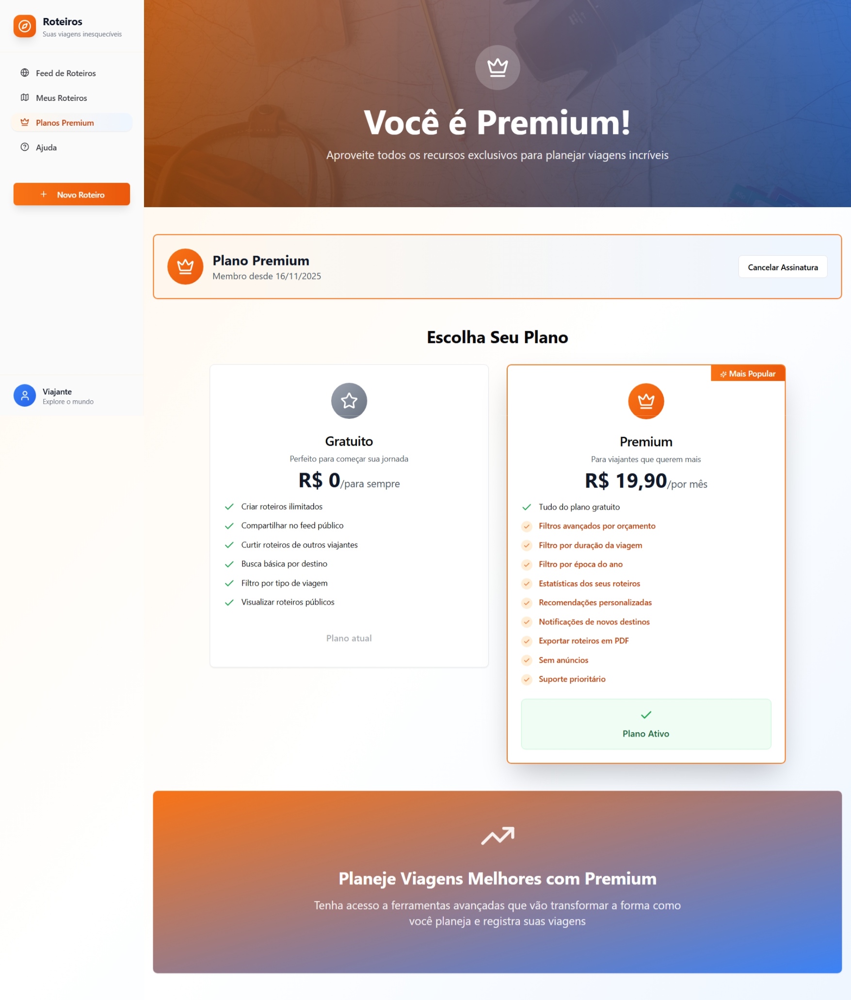 Roteiros
Suas viagens inesquecíveis
Feed de Roteiros
Meus Roteiros
Planos Premium
Ajuda
Novo Roteiro
Viajante
Explore o mundo
Você é Premium!
Aproveite todos os recursos exclusivos para planejar viagens incríveis
Plano Premium
Membro desde 16/11/2025
Cancelar Assinatura
Escolha Seu Plano
Gratuito
Perfeito para começar sua jornada
R$ 0/para sempre
Criar roteiros ilimitados
Compartilhar no feed público
Curtir roteiros de outros viajantes
Busca básica por destino
Filtro por tipo de viagem
Visualizar roteiros públicos
Plano atual
Mais Popular
Premium
Para viajantes que querem mais
R$ 19,90/por mês
Tudo do plano gratuito
Filtros avançados por orçamento
Filtro por duração da viagem
Filtro por época do ano
Estatísticas dos seus roteiros
Recomendações personalizadas
Notificações de novos destinos
Exportar roteiros em PDF
Sem anúncios
Suporte prioritário
Plano Ativo
Planeje Viagens Melhores com Premium
Tenha acesso a ferramentas avançadas que vão transformar a forma como
você planeja e registra suas viagens